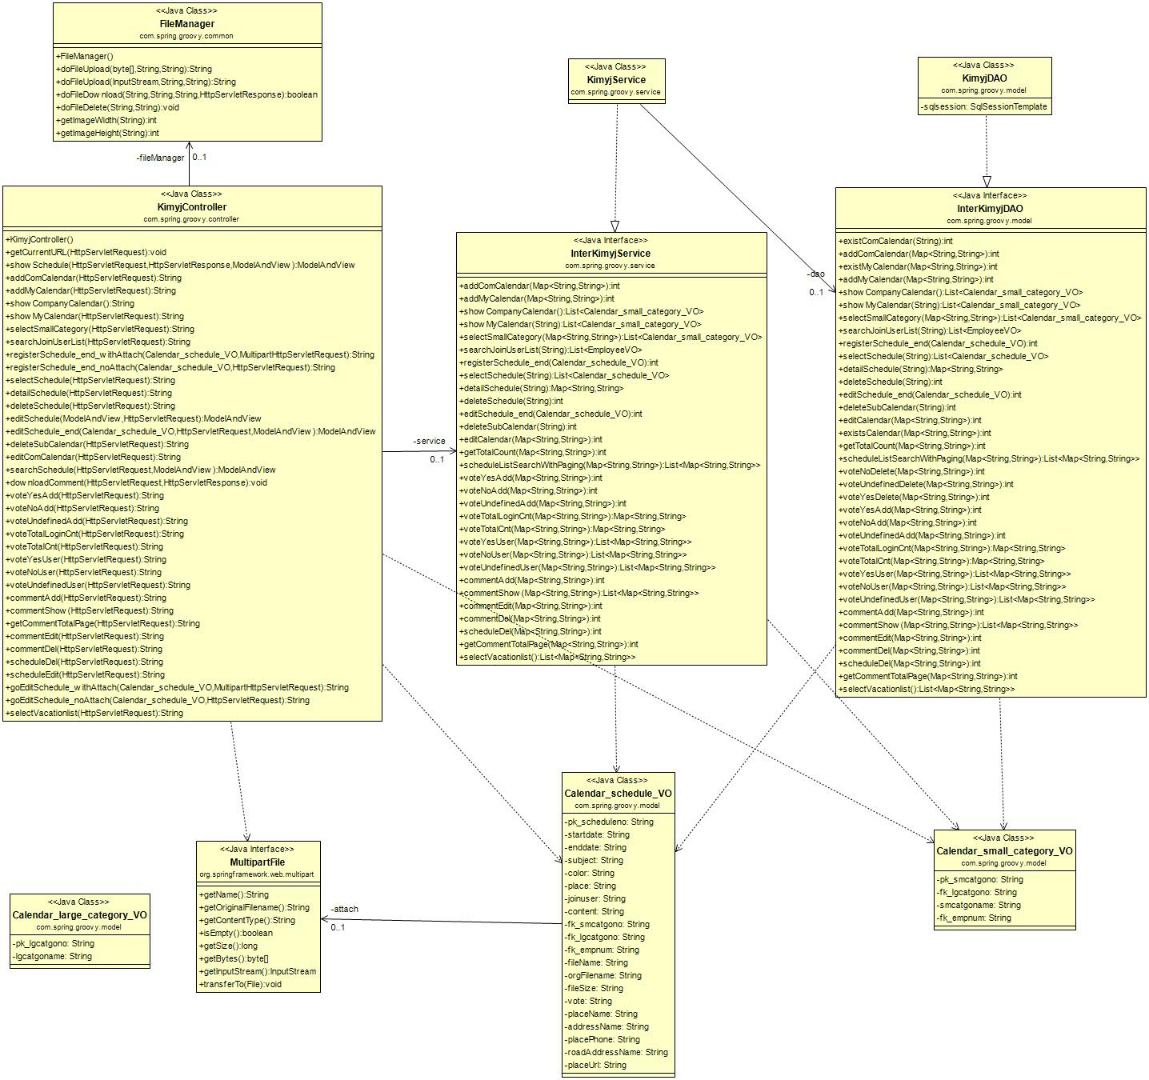 <<Java Class>>
FileManager
com.spring.groovy.common
+FileManager()
+doFileUpload(byte[],String,String):String
+doFileUpload(InputStream,String,String):String
+doFileDownload(String,String,String,HttpServletResponse):boolean
+doFileDelete(String,String):void
+getImageWidth(String):int
+getImageHeight(String):int
-fileManager
0..1
<<Java Class>>
KimyjService
com.spring.groovy.service
<<Java Class>>
KimyjDAO
com.spring.groovy.model
-sqlsession: SqlSessionTemplate
<<Java Class>>
KimyjController
com.spring.groovy.controller
+KimyjController()
+getCurrentURL(HttpServletRequest):void
+showSchedule(HttpServletRequest,HttpServletResponse,ModelAndView):ModelAndView
+addComCalendar(HttpServletRequest):String
+addMyCalendar(HttpServletRequest):String
+showCompanyCalendar():String
+showMyCalendar(HttpServletRequest):String
+selectSmallCategory(HttpServletRequest):String
+searchJoinUserList(HttpServletRequest):String
+registerSchedule_end_withAttach(Calendar_schedule_VO,MultipartHttpServletRequest):String
+registerSchedule_end_noAttach(Calendar_schedule_VO,HttpServletRequest):String
+selectSchedule(HttpServletRequest):String
+detailSchedule(HttpServletRequest):String
+deleteSchedule(HttpServletRequest):String
+editSchedule(ModelAndView,HttpServletRequest):ModelAndView
+editSchedule_end(Calendar_schedule_VO,HttpServletRequest,ModelAndView):ModelAndView
+deleteSubCalendar(HttpServletRequest):String
+editComCalendar(HttpServletRequest):String
+searchSchedule(HttpServletRequest,ModelAndView):ModelAndView
+downloadComment(HttpServletRequest,HttpServletResponse):void
+voteYesAdd(HttpServletRequest):String
+voteNoAdd(HttpServletRequest):String
+voteUndefinedAdd(HttpServletRequest):String
+voteTotalLoginCnt(HttpServletRequest):String
+voteTotalCnt(HttpServletRequest):String
+voteYesUser(HttpServletRequest):String
+voteNoUser(HttpServletRequest):String
+voteUndefinedUser(HttpServletRequest):String
+commentAdd(HttpServletRequest):String
+commentShow(HttpServletRequest):String
+getCommentTotalPage(HttpServletRequest):String
+commentEdit(HttpServletRequest):String
+commentDel(HttpServletRequest):String
+scheduleDel(HttpServletRequest):String
+scheduleEdit(HttpServletRequest):String
+goEditSchedule_withAttach(Calendar_schedule_VO,MultipartHttpServletRequest):String
+goEditSchedule_noAttach(Calendar_schedule_VO,HttpServletRequest):String
+selectVacationlist(HttpServletRequest):String
-service
0..1
<<Java Interface>>
InterKimyjService
com.spring.groovy.service
+addComCalendar(Map<String,String>):int
+addMyCalendar(Map<String,String>):int
+showCompanyCalendar():List<Calendar_small_category_VO>
+showMyCalendar(String):List<Calendar_small_category_VO>
+selectSmallCategory(Map<String,String>):List<Calendar_small_category_VO>
+searchJoinUserList(String):List<EmployeeVO>
+registerSchedule_end(Calendar_schedule_VO):int
+selectSchedule(String):List<Calendar_schedule_VO>
+detailSchedule(String):Map<String,String>
+deleteSchedule(String):int
+editSchedule_end(Calendar_schedule_VO):int
+deleteSubCalendar(String):int
+editCalendar(Map<String,String>):int
+getTotalCount(Map<String,String>):int
+scheduleListSearchWithPaging(Map<String,String>):List<Map<String,String>>
+voteYesAdd(Map<String,String>):int
+voteNoAdd(Map<String,String>):int
+voteUndefinedAdd(Map<String,String>):int
+voteTotalLoginCnt(Map<String,String>):Map<String,String>
+voteTotalCnt(Map<String,String>):Map<String,String>
+voteYesUser(Map<String,String>):List<Map<String,String>>
+voteNoUser(Map<String,String>):List<Map<String,String>>
+voteUndefinedUser(Map<String,String>):List<Map<String,String>>
+commentAdd(Map<String,String>):int
+commentShow(Map<String,String>):List<Map<String,String>>
+commentEdit(Map<String,String>):int
+commentDel(Map<String,String>):int
+scheduleDel(Map<String,String>):int
+getCommentTotalPage(Map<String,String>):int
+selectVacationlist():List<Map<String,String>>
-dao
0..1
<<Java Interface>>
InterKimyjDAO
com.spring.groovy.model
+existComCalendar(String):int
+addComCalendar(Map<String,String>):int
+existMyCalendar(Map<String,String>):int
+addMyCalendar(Map<String,String>):int
+showCompanyCalendar():List<Calendar_small_category_VO>
+showMyCalendar(String):List<Calendar_small_category_VO>
+selectSmallCategory(Map<String,String>):List<Calendar_small_category_VO>
+searchJoinUserList(String):List<EmployeeVO>
+registerSchedule_end(Calendar_schedule_VO):int
+selectSchedule(String):List<Calendar_schedule_VO>
+detailSchedule(String):Map<String,String>
+deleteSchedule(String):int
+editSchedule_end(Calendar_schedule_VO):int
+deleteSubCalendar(String):int
+editCalendar(Map<String,String>):int
+existsCalendar(Map<String,String>):int
+getTotalCount(Map<String,String>):int
+scheduleListSearchWithPaging(Map<String,String>):List<Map<String,String>>
+voteNoDelete(Map<String,String>):int
+voteUndefinedDelete(Map<String,String>):int
+voteYesDelete(Map<String,String>):int
+voteYesAdd(Map<String,String>):int
+voteNoAdd(Map<String,String>):int
+voteUndefinedAdd(Map<String,String>):int
+voteTotalLoginCnt(Map<String,String>):Map<String,String>
+voteTotalCnt(Map<String,String>):Map<String,String>
+voteYesUser(Map<String,String>):List<Map<String,String>>
+voteNoUser(Map<String,String>):List<Map<String,String>>
+voteUndefinedUser(Map<String,String>):List<Map<String,String>>
+commentAdd(Map<String,String>):int
+commentShow(Map<String,String>):List<Map<String,String>>
+commentEdit(Map<String,String>):int
+commentDel(Map<String,String>):int
+scheduleDel(Map<String,String>):int
+getCommentTotalPage(Map<String,String>):int
+selectVacationlist():List<Map<String,String>>
<<Java Class>>
Calendar_large_category_VO
com.spring.groovy.model
-pk_lgcatgono: String
-lgcatgoname: String
<<Java Interface>>
MultipartFile
org.springframework.web.multipart
+getName():String
+getOriginalFilename():String
+getContentType():String
+isEmpty():boolean
+getSize():long
+getBytes():byte[]
+getInputStream():InputStream
+transferTo(File):void
-attach
0..1
<<Java Class>>
Calendar_schedule_VO
com.spring.groovy.model
-pk_scheduleno: String
-startdate: String
-enddate: String
-subject: String
-color: String
-place: String
-joinuser: String
-content: String
-fk_smcatgono: String
-fk_lgcatgono: String
-fk_empnum: String
-fileName: String
-orgFilename: String
-fileSize: String
-vote: String
-placeName: String
-addressName: String
-placePhone: String
-roadAddressName: String
-placeUrl: String
<<Java Class>>
Calendar_small_category_VO
com.spring.groovy.model
-pk_smcatgono: String
-fk_lgcatgono: String
-smcatgoname: String
-fk_empnum: String